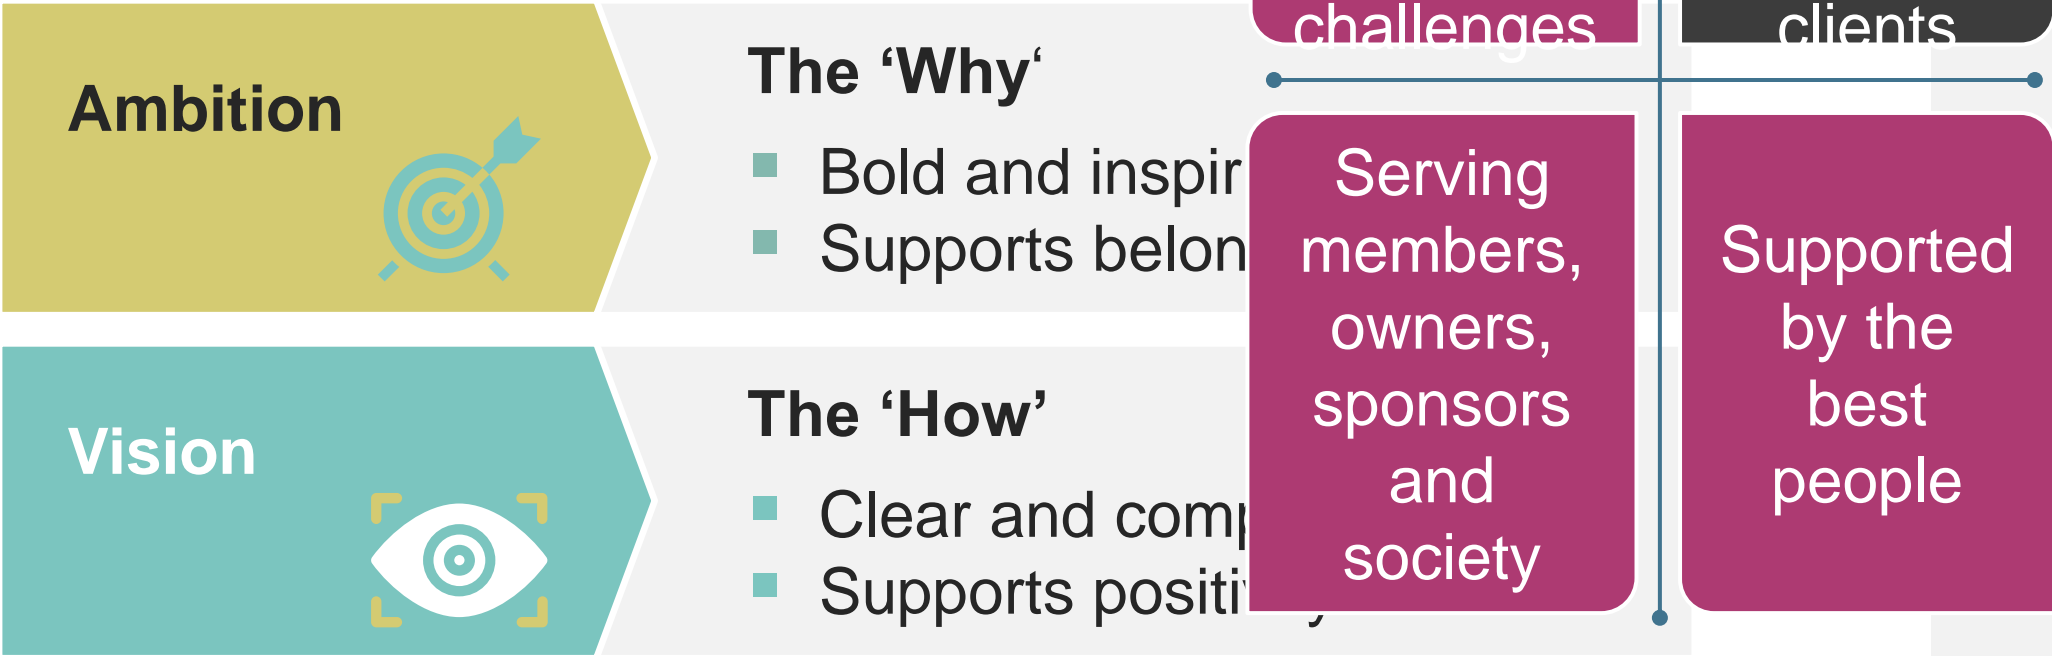 Ambition
The ‘Why‘
Bold and inspir
Supports belon
Vision
The ‘How’
Clear and com
Supports positi
challenges
clients
Serving
members,
owners,
sponsors
and
society
Supported
by the
best
people